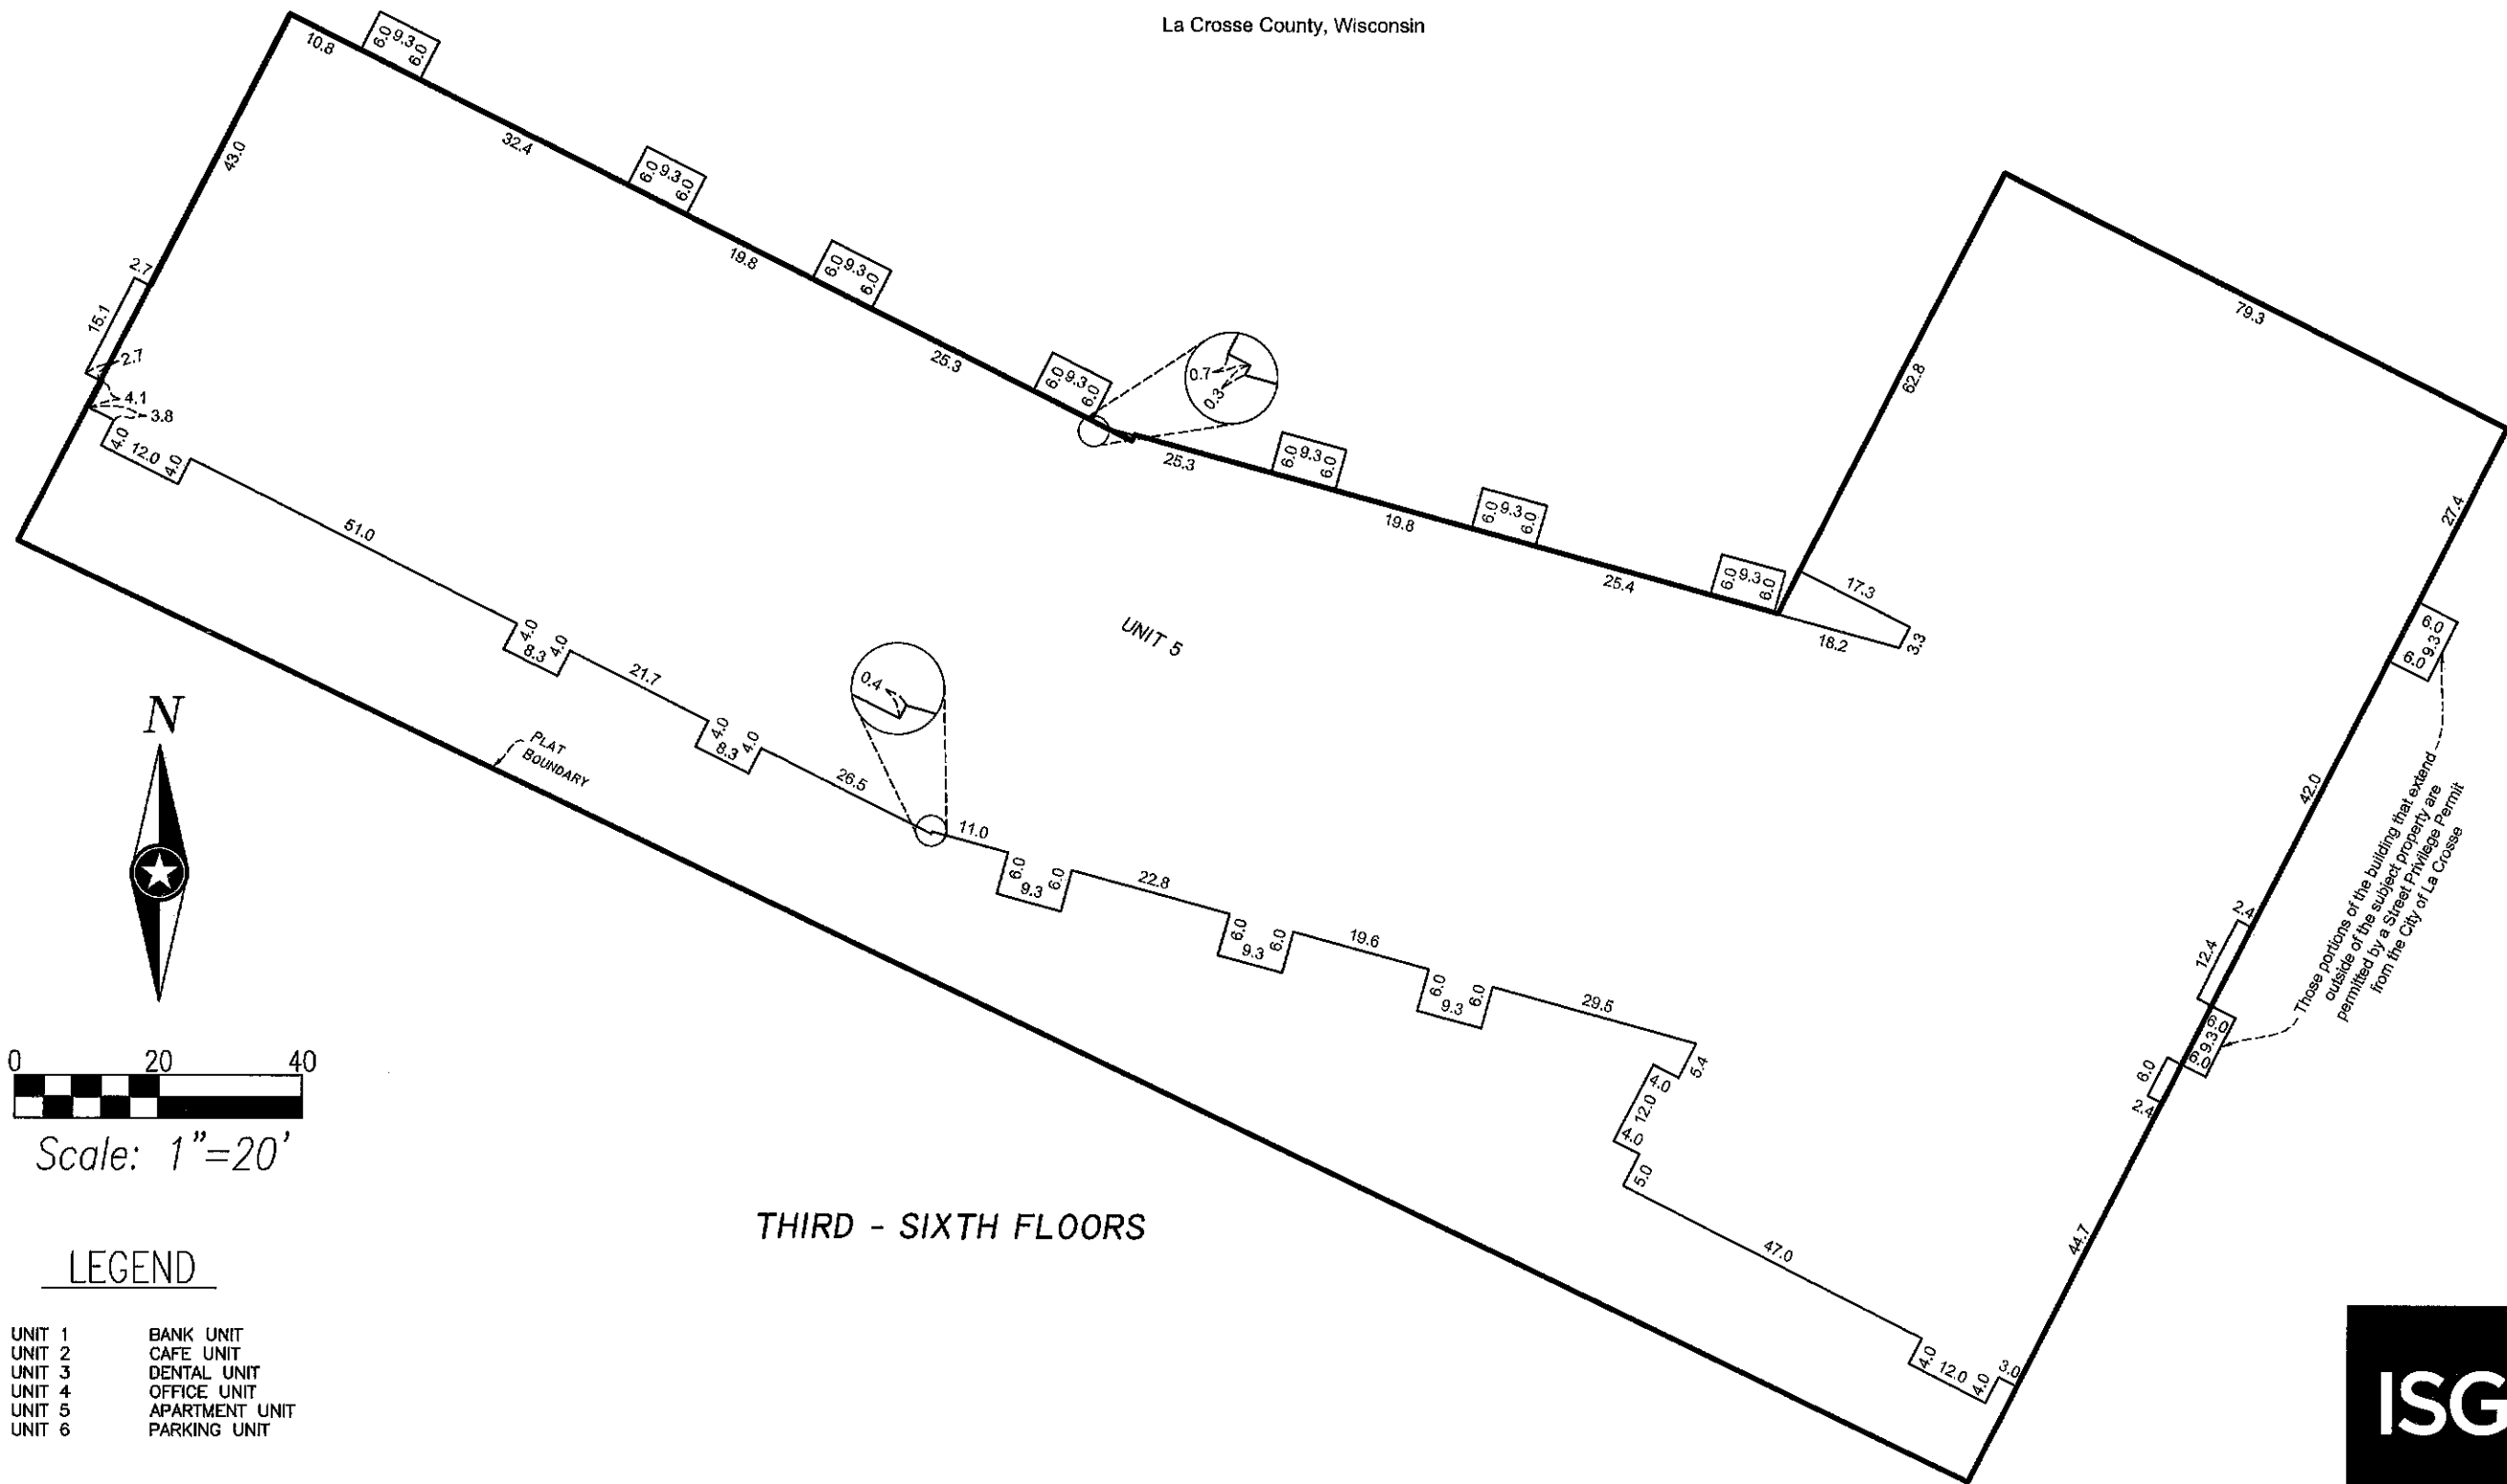 La Crosse County, Wisconsin
10.8
6.0 9.3 6.0
32.4
43.0
6.0 9.3 6.0
19.8
6.0 9.3 6.0
25.3
6.0 9.3 6.0
0.7
0.3
25.3
6.0 9.3 6.0
19.8
6.0 9.3 6.0
25.4
6.0 9.3 6.0
62.8
79.3
17.3
3.3
18.2
27.4
6.0
9.3
6.0
42.0
2.7
15.1
2.7
4.1
3.8
4.0
12.0
4.0
51.0
4.0
8.3
4.0
21.7
4.0
8.3
4.0
26.5
0.4
11.0
UNIT 5
6.0
9.3
6.0
22.8
6.0
9.3
6.0
19.6
6.0
9.3
6.0
29.5
5.4
4.0
12.0
4.0
5.0
47.0
4.0
12.0
4.0
3.0
44.7
2.4
12.4
6.0
9.3
6.0
6.0
2.4
Those portions of the building that extend
outside of the subject property are
permitted by a Street Privilege Permit
from the City of La Crosse
PLAT
BOUNDARY
N
0 20 40
Scale: 1"=20'
THIRD - SIXTH FLOORS
LEGEND
UNIT 1 BANK UNIT
UNIT 2 CAFE UNIT
UNIT 3 DENTAL UNIT
UNIT 4 OFFICE UNIT
UNIT 5 APARTMENT UNIT
UNIT 6 PARKING UNIT
ISG